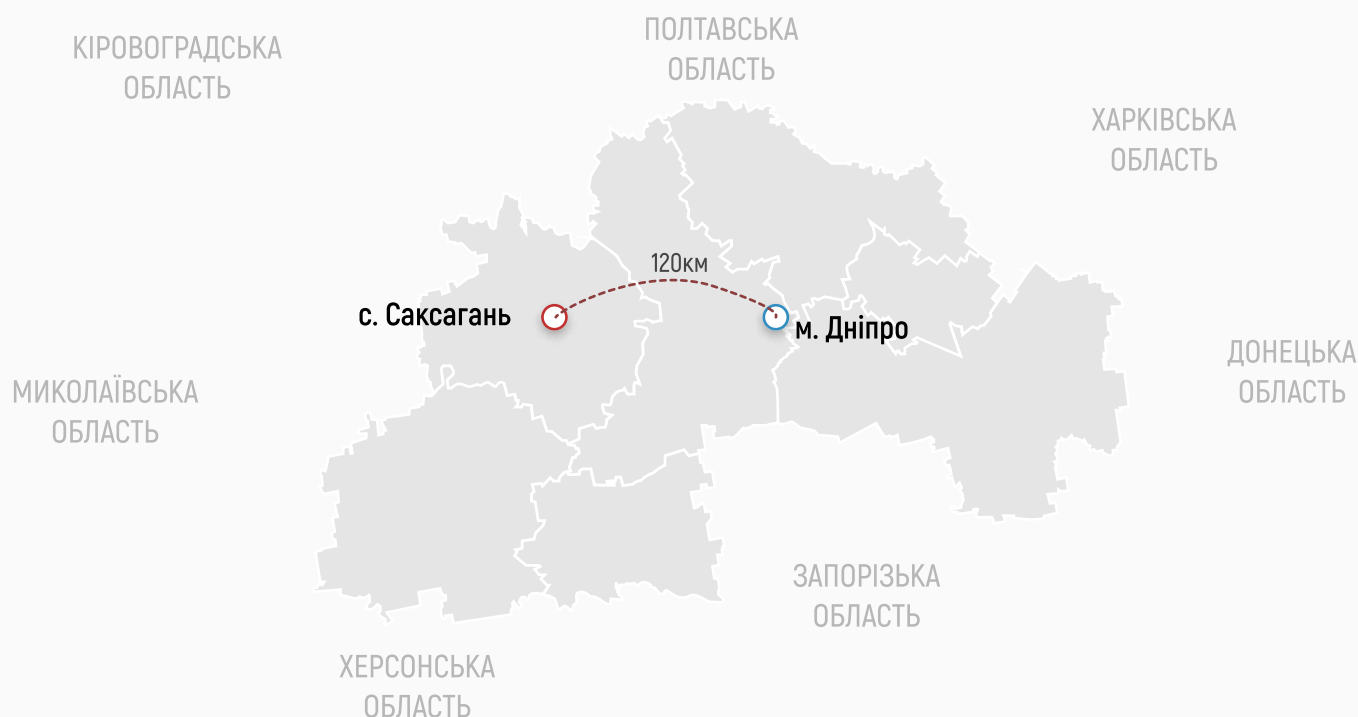 ПОЛТАВСЬКА
ОБЛАСТЬ
КІРОВОГРАДСЬКА
ОБЛАСТЬ
ХАРКІВСЬКА
ОБЛАСТЬ
120км
с. Саксагань
м. Дніпро
ДОНЕЦЬКА
ОБЛАСТЬ
МИКОЛАЇВСЬКА
ОБЛАСТЬ
ЗАПОРІЗЬКА
ОБЛАСТЬ
ХЕРСОНСЬКА
ОБЛАСТЬ